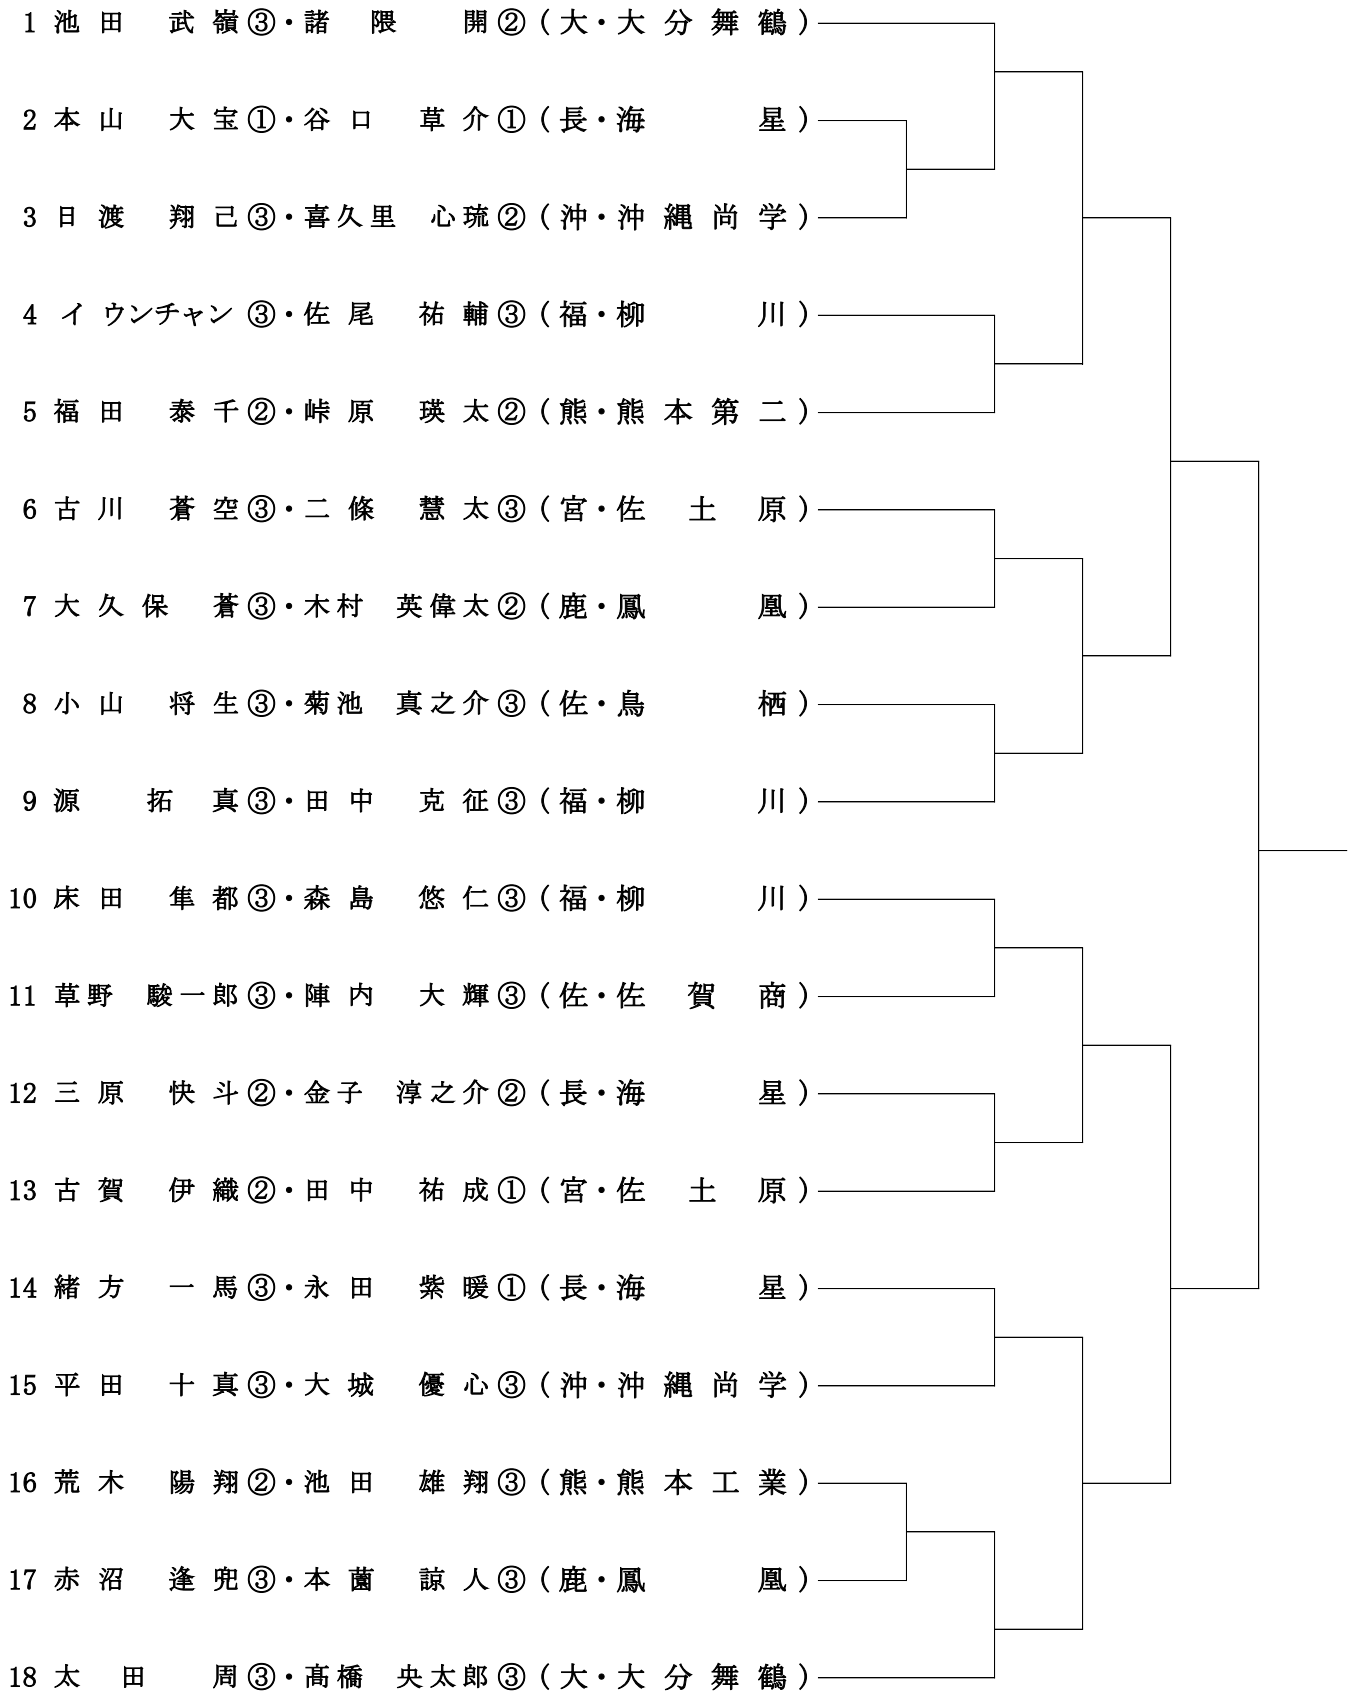 1 池田 武嶺③・諸隈 開②(大・大分舞鶴)
2 本山 大宝①・谷口 草介①(長・海星)
3 日渡 翔己③・喜久里 心琉②(沖・沖縄尚学)
4 イ ウンチャン③・佐尾 祐輔③(福・柳川)
5 福田 泰千②・峠原 瑛太②(熊・熊本第二)
6 古川 蒼空③・二條 慧太③(宮・佐土原)
7 大久保 蒼③・木村 英偉太②(鹿・鳳凰)
8 小山 将生③・菊池 真之介③(佐・鳥栖)
9 源 拓真③・田中 克征③(福・柳川)
10 床田 隼都③・森島 悠仁③(福・柳川)
11 草野 駿一郎③・陣内 大輝③(佐・佐賀商)
12 三原 快斗②・金子 淳之介②(長・海星)
13 古賀 伊織②・田中 祐成①(宮・佐土原)
14 緒方 一馬③・永田 紫暖①(長・海星)
15 平田 十真③・大城 優心③(沖・沖縄尚学)
16 荒木 陽翔②・池田 雄翔③(熊・熊本工業)
17 赤沼 逢兜③・本薗 諒人③(鹿・鳳凰)
18 太田 周③・髙橋 央太郎③(大・大分舞鶴)